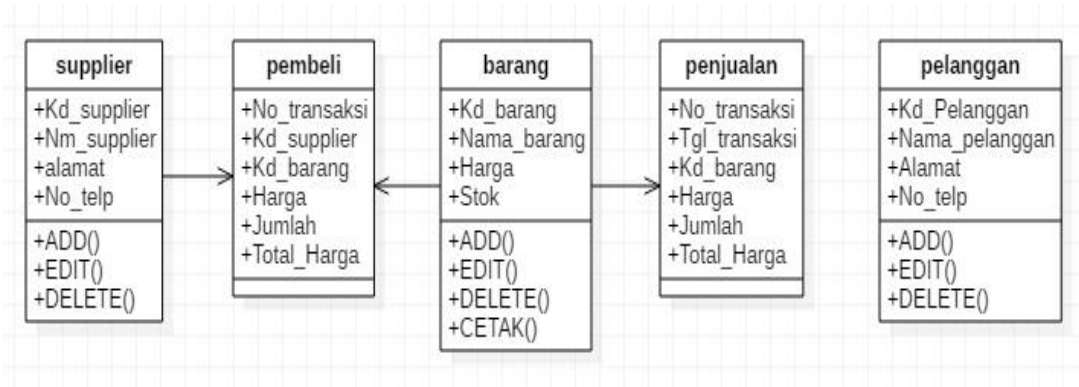 supplier
+Kd_supplier
+Nm_supplier
+alamat
+No_telp
+ADD()
+EDIT()
+DELETE()
pembeli
+No_transaksi
+Kd_supplier
+Kd_barang
+Harga
+Jumlah
+Total_Harga
barang
+Kd_barang
+Nama_barang
+Harga
+Stok
+ADD()
+EDIT()
+DELETE()
+CETAK()
penjualan
+No_transaksi
+Tgl_transaksi
+Kd_barang
+Harga
+Jumlah
+Total_Harga
pelanggan
+Kd_Pelanggan
+Nama_pelanggan
+Alamat
+No_telp
+ADD()
+EDIT()
+DELETE()